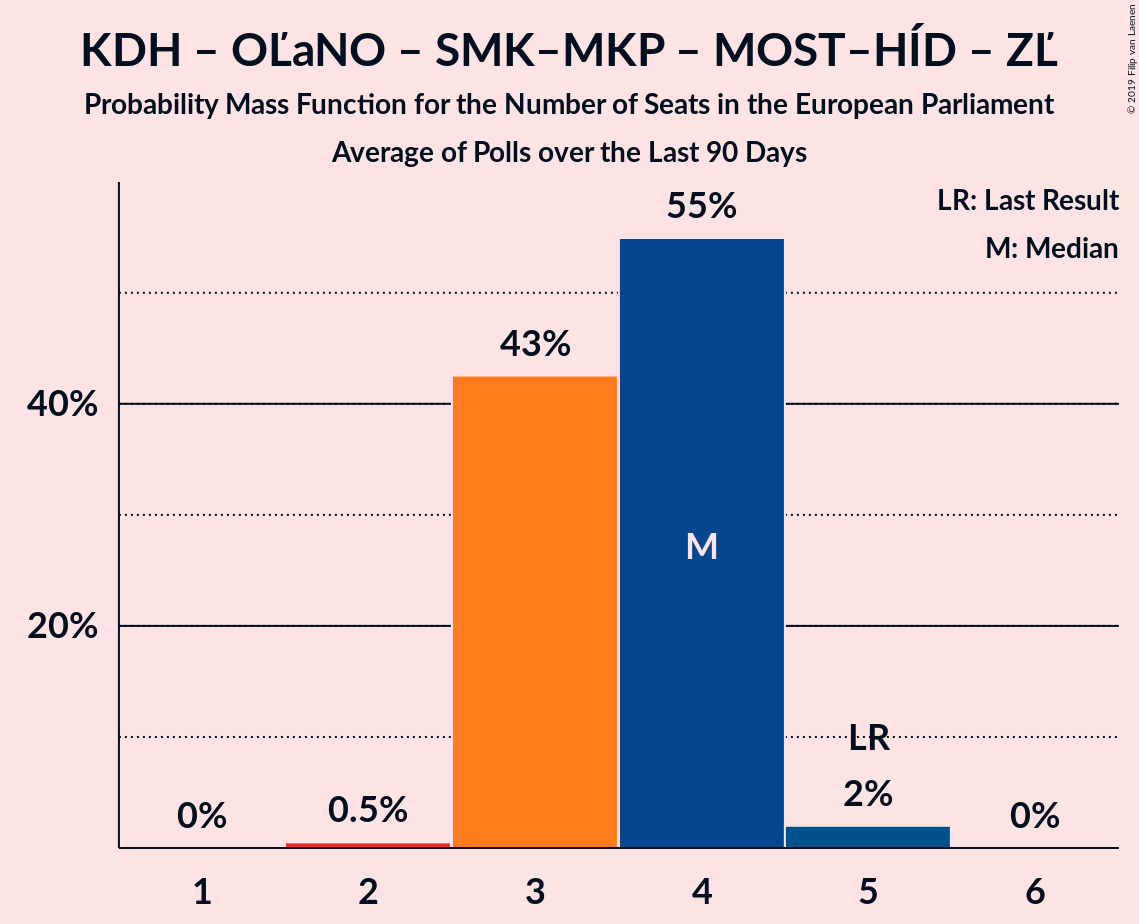 KDH – OĽaNO – SMK–MKP – MOST–HÍD – ZĽ
Probability Mass Function for the Number of Seats in the European Parliament
Average of Polls over the Last 90 Days
© 2019 Filip van Laenen
LR: Last Result
M: Median
55%
43%
40%
M
20%
LR
2%
0.5%
0%
0%
1 2 3 4 5 6